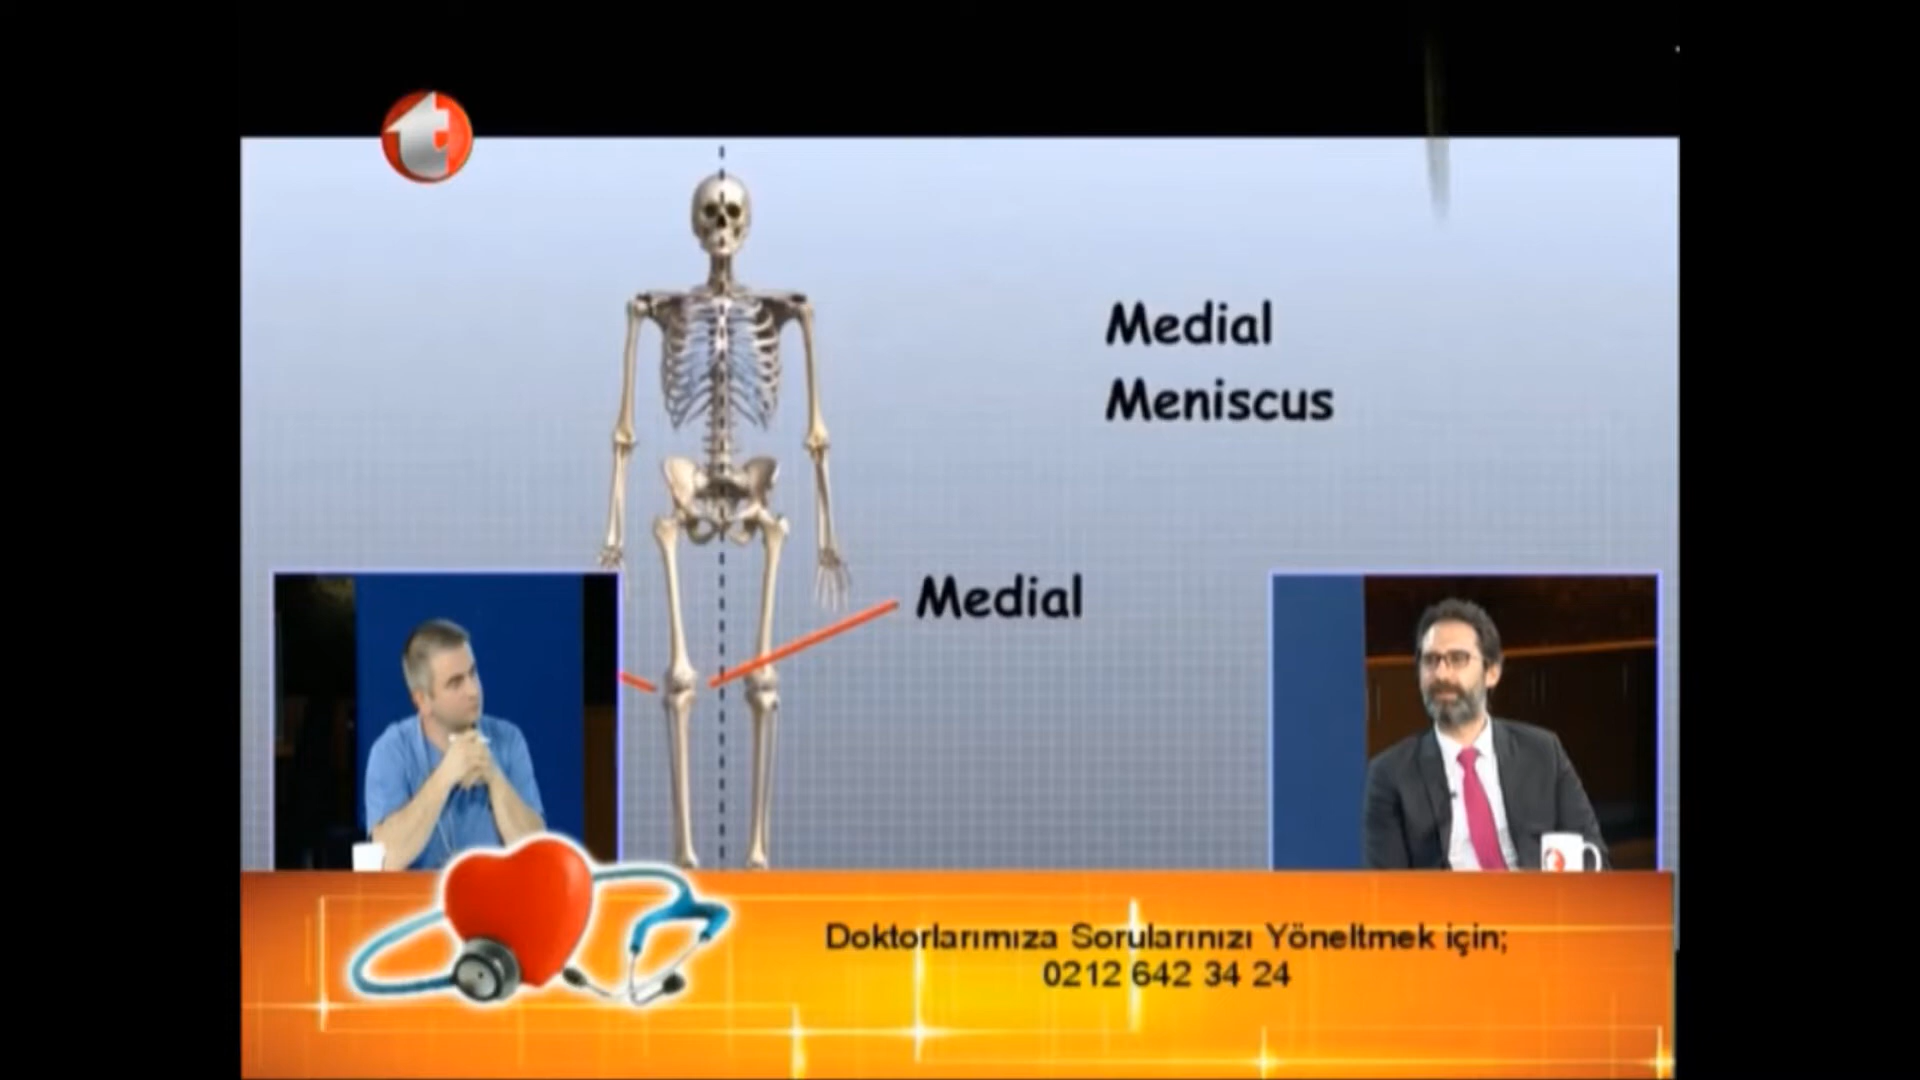 t
Medial
Meniscus
Medial
Doktorlarımıza Sorularınızı Yöneltmek için;
0212 642 34 24